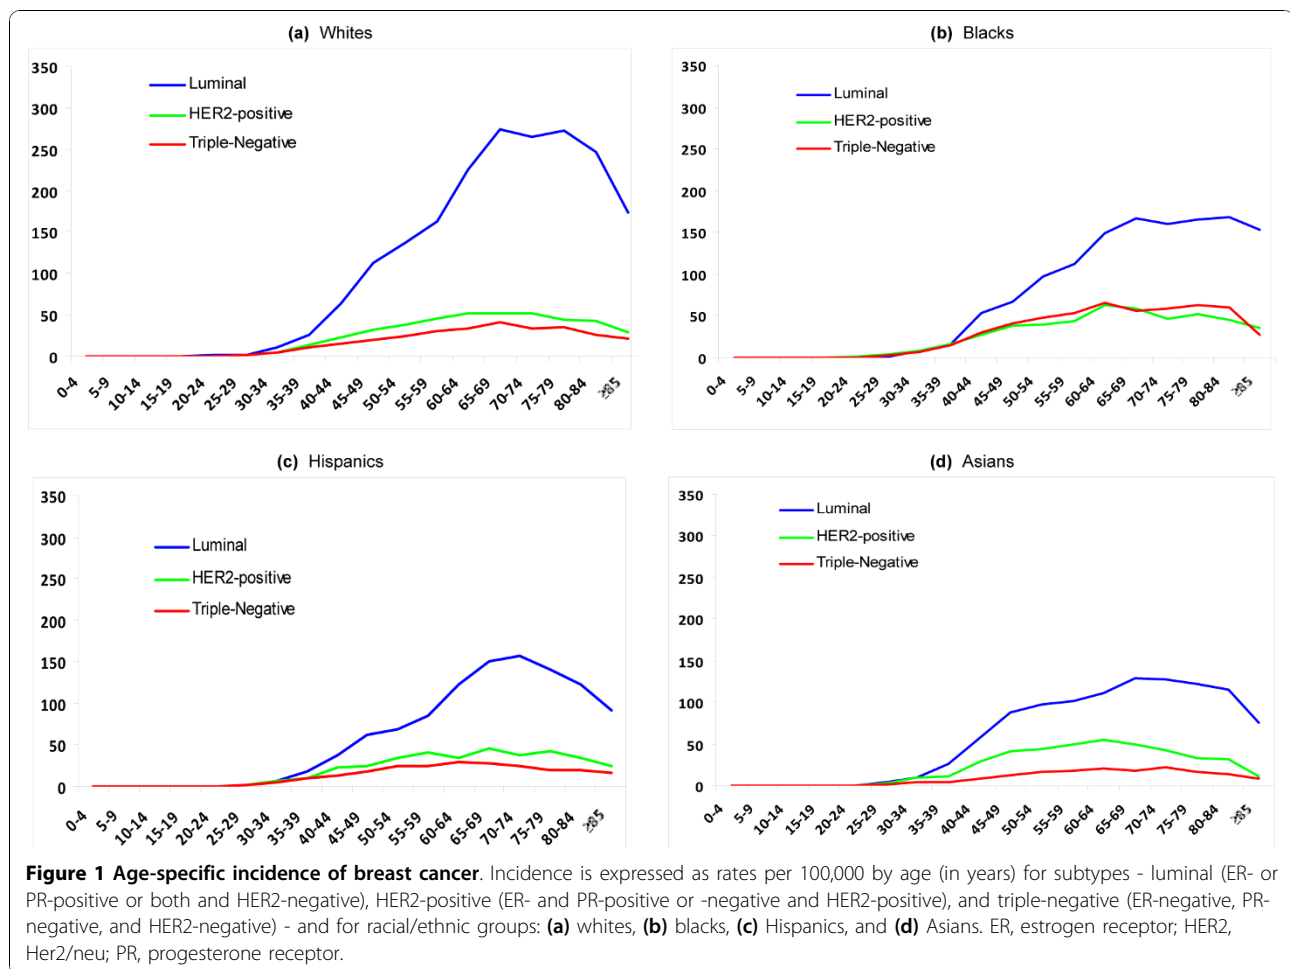 (a) Whites
350
300
250
200
150
100
50
0
Luminal
HER2-positive
Triple-Negative
0-4 5-9 10-14 15-19 20-24 25-29 30-34 35-39 40-44 45-49 50-54 55-59 60-64 65-69 70-74 75-79 80-84 ≥85
(b) Blacks
350
300
250
200
150
100
50
0
Luminal
HER2-positive
Triple-Negative
0-4 5-9 10-14 15-19 20-24 25-29 30-34 35-39 40-44 45-49 50-54 55-59 60-64 65-69 70-74 75-79 80-84 ≥85
(c) Hispanics
350
300
250
200
150
100
50
0
Luminal
HER2-positive
Triple-Negative
0-4 5-9 10-14 15-19 20-24 25-29 30-34 35-39 40-44 45-49 50-54 55-59 60-64 65-69 70-74 75-79 80-84 ≥85
(d) Asians
350
300
250
200
150
100
50
0
Luminal
HER2-positive
Triple-Negative
0-4 5-9 10-14 15-19 20-24 25-29 30-34 35-39 40-44 45-49 50-54 55-59 60-64 65-69 70-74 75-79 80-84 ≥85
Figure 1 Age-specific incidence of breast cancer. Incidence is expressed as rates per 100,000 by age (in years) for subtypes - luminal (ER- or
PR-positive or both and HER2-negative), HER2-positive (ER- and PR-positive or -negative and HER2-positive), and triple-negative (ER-negative, PR-
negative, and HER2-negative) - and for racial/ethnic groups: (a) whites, (b) blacks, (c) Hispanics, and (d) Asians. ER, estrogen receptor; HER2,
Her2/neu; PR, progesterone receptor.